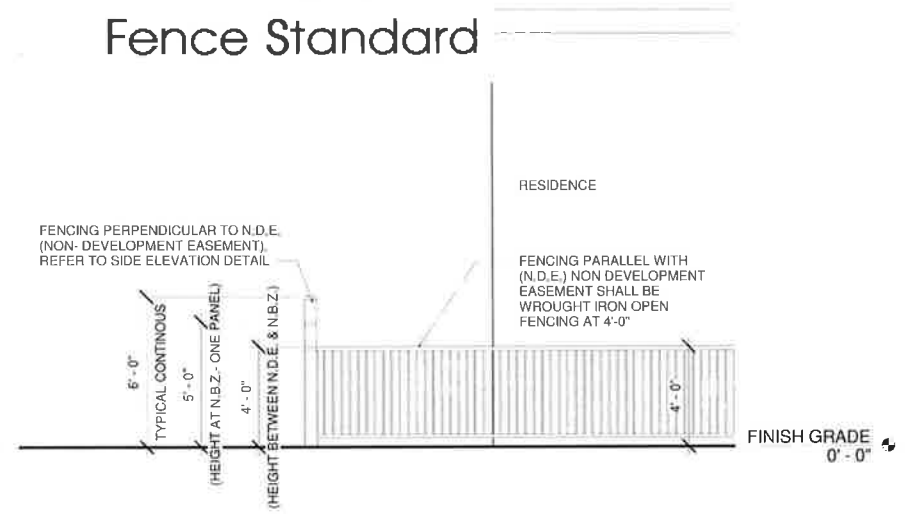 Fence Standard
RESIDENCE
FENCING PERPENDICULAR TO N.D.E.
(NON- DEVELOPMENT EASEMENT)
REFER TO SIDE ELEVATION DETAIL
FENCING PARALLEL WITH
(N.D.E.) NON DEVELOPMENT
EASEMENT SHALL BE
WROUGHT IRON OPEN
FENCING AT 4'-0"
6' - 0"
TYPICAL CONTINOUS
5' - 0"
(HEIGHT AT N.B.Z.- ONE PANEL)
4' - 0"
(HEIGHT BETWEEN N.D.E. & N.B.Z.)
4' - 0"
FINISH GRADE
0' - 0"